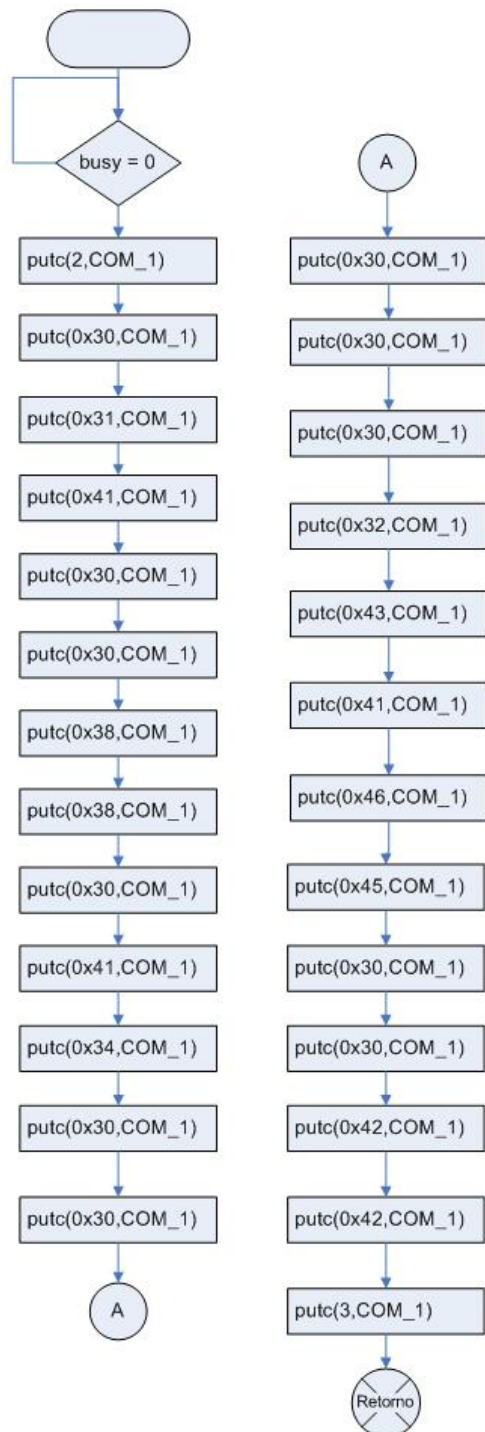 busy = 0
putc(2,COM_1)
putc(0x30,COM_1)
putc(0x31,COM_1)
putc(0x41,COM_1)
putc(0x30,COM_1)
putc(0x30,COM_1)
putc(0x38,COM_1)
putc(0x38,COM_1)
putc(0x30,COM_1)
putc(0x41,COM_1)
putc(0x34,COM_1)
putc(0x30,COM_1)
putc(0x30,COM_1)
A
A
putc(0x30,COM_1)
putc(0x30,COM_1)
putc(0x30,COM_1)
putc(0x32,COM_1)
putc(0x43,COM_1)
putc(0x41,COM_1)
putc(0x46,COM_1)
putc(0x45,COM_1)
putc(0x30,COM_1)
putc(0x30,COM_1)
putc(0x42,COM_1)
putc(0x42,COM_1)
putc(3,COM_1)
Retorno